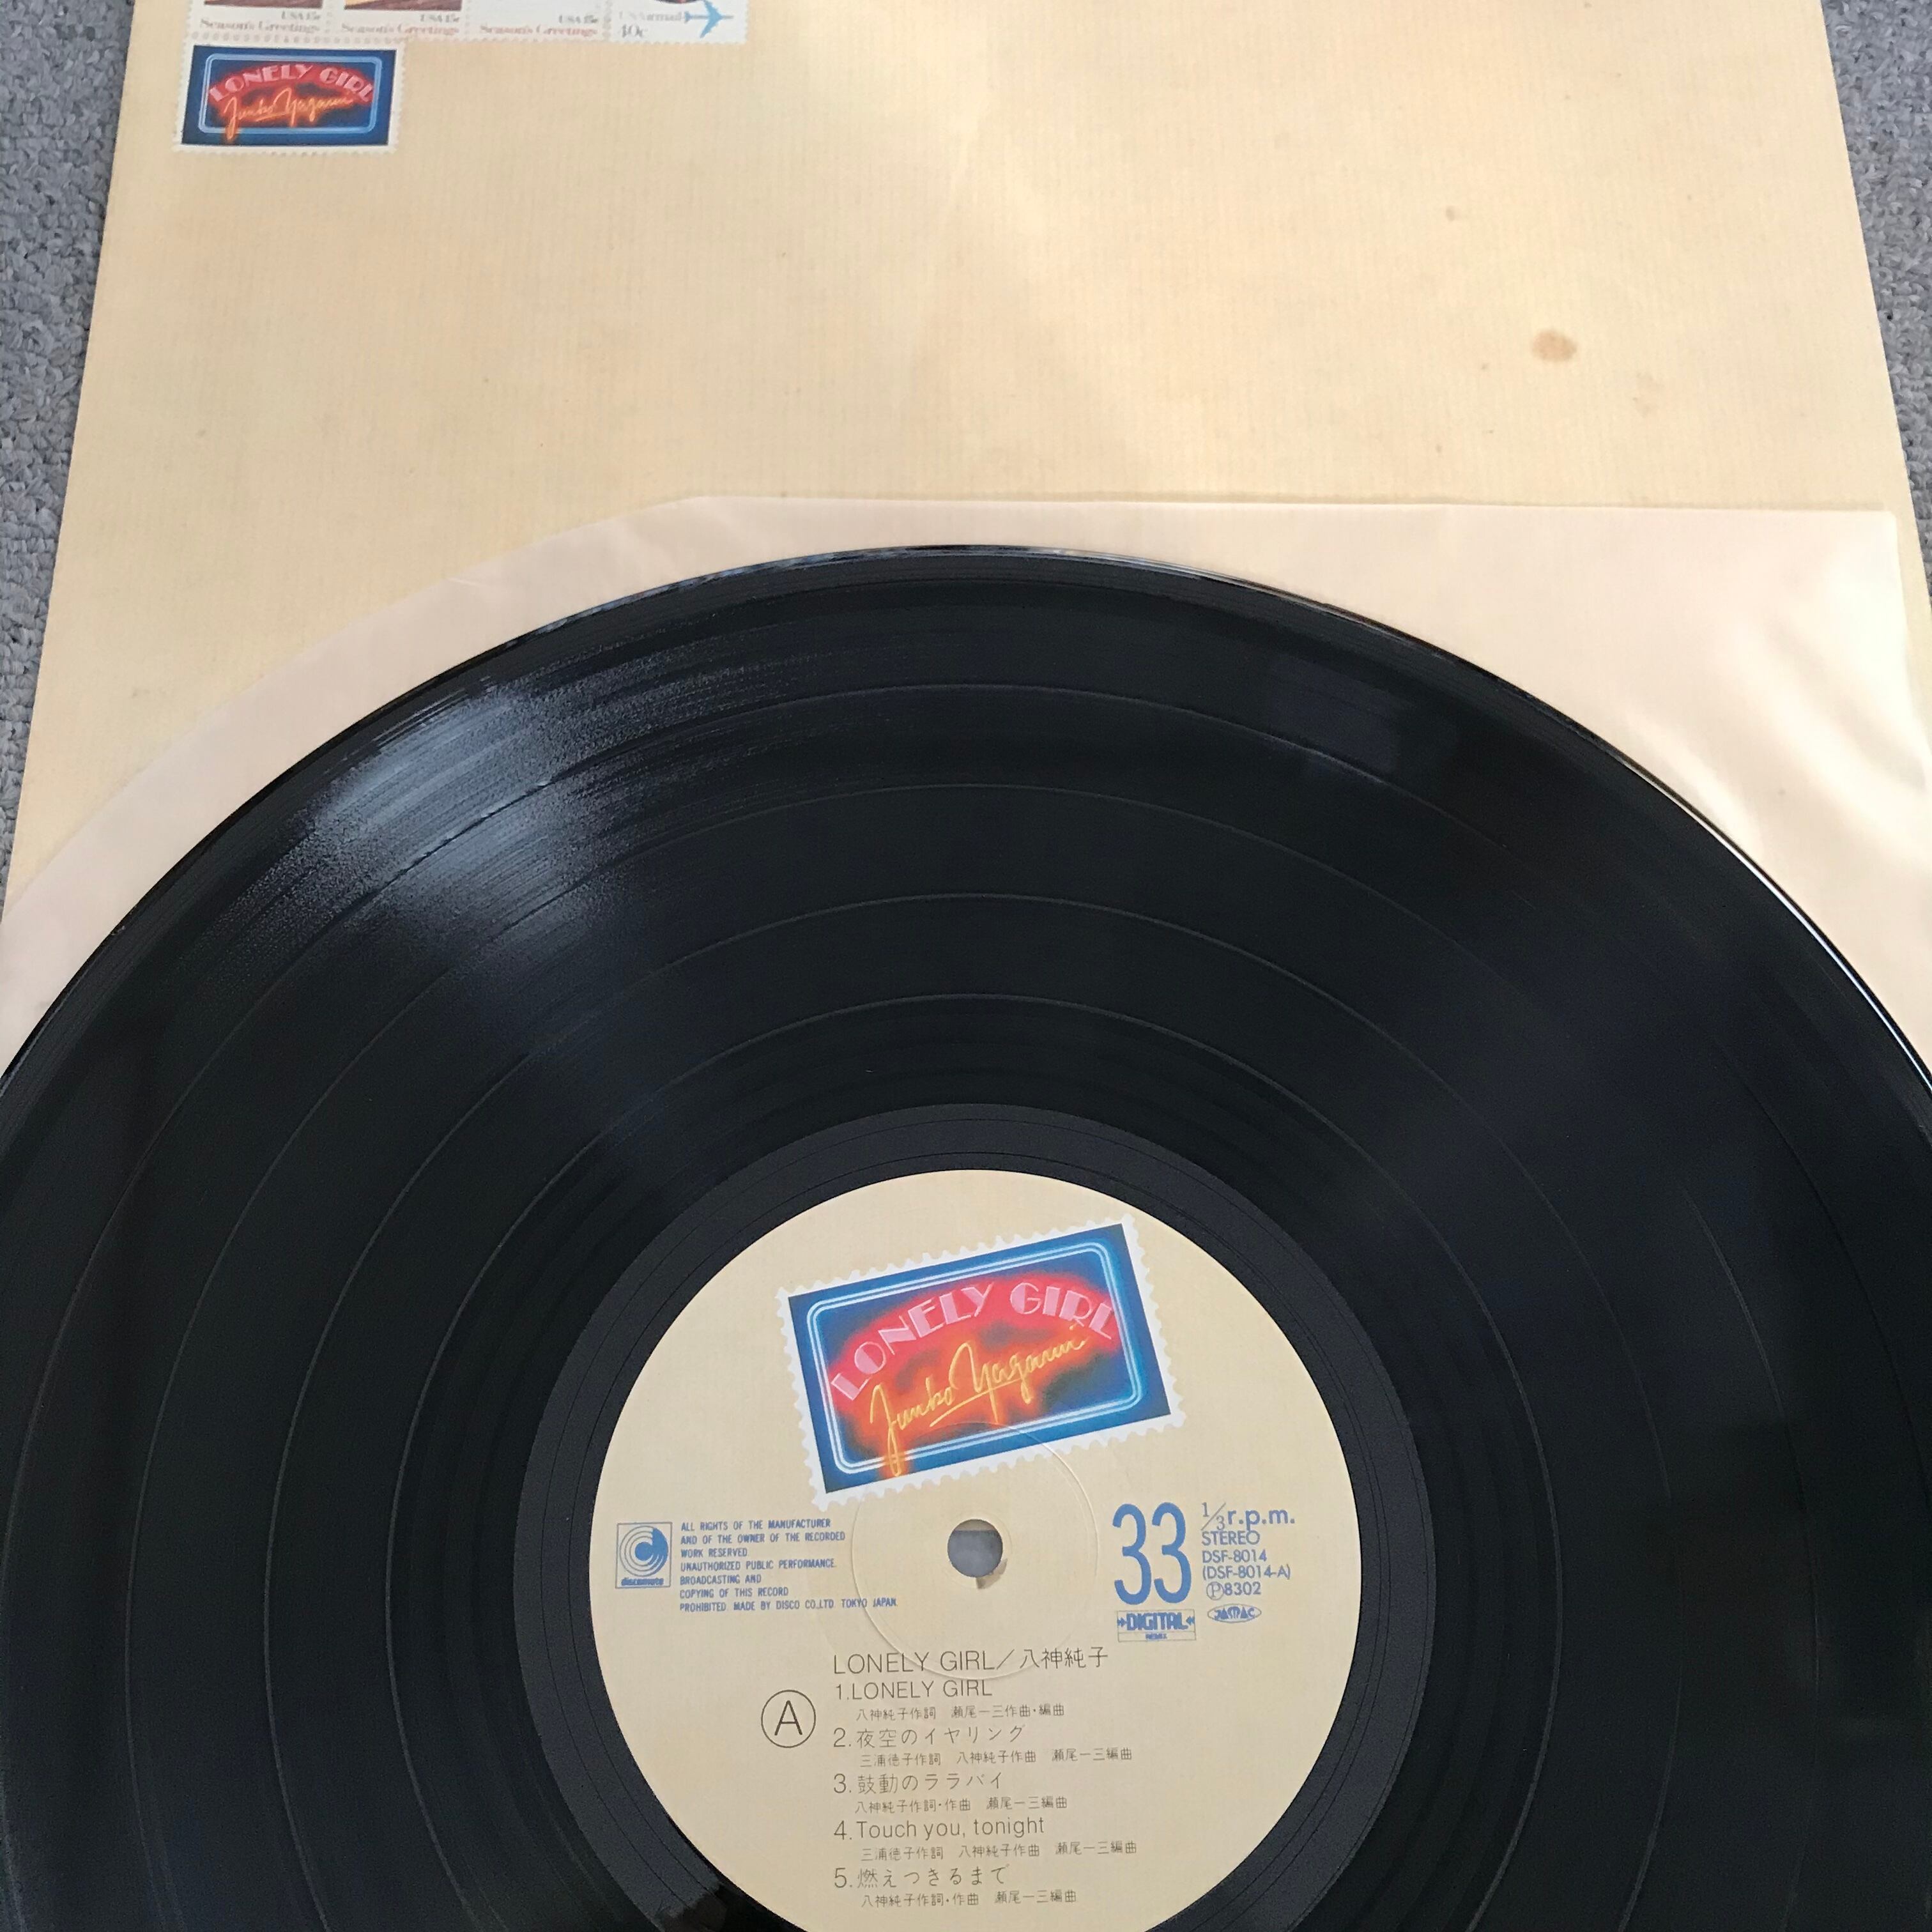 USA 15c
USA 15c
USA 15c
USAirmail
Season's Greetings
Season's Greetings
Season's Greetings
40c
LONELY GIRL
Junko Yagami
LONELY GIRL
Junko Yagami
discomate
ALL RIGHTS OF THE MANUFACTURER
AND OF THE OWNER OF THE RECORDED
WORK RESERVED
UNAUTHORIZED PUBLIC PERFORMANCE.
BROADCASTING AND
COPYING OF THIS RECORD
PROHIBITED. MADE BY DISCO CO.,LTD. TOKYO JAPAN.
33 1/3 r.p.m.
STEREO
DSF-8014
(DSF-8014-A)
Ⓟ8302
DIGITAL
REMIX
JASRAC
LONELY GIRL／八神純子
Ⓐ
1.LONELY GIRL
八神純子作詞 瀬尾一三作曲・編曲
2.夜空のイヤリング
三浦徳子作詞 八神純子作曲 瀬尾一三編曲
3.鼓動のララバイ
八神純子作詞・作曲 瀬尾一三編曲
4.Touch you, tonight
三浦徳子作詞 八神純子作曲 瀬尾一三編曲
5.燃えつきるまで
八神純子作詞・作曲 瀬尾一三編曲